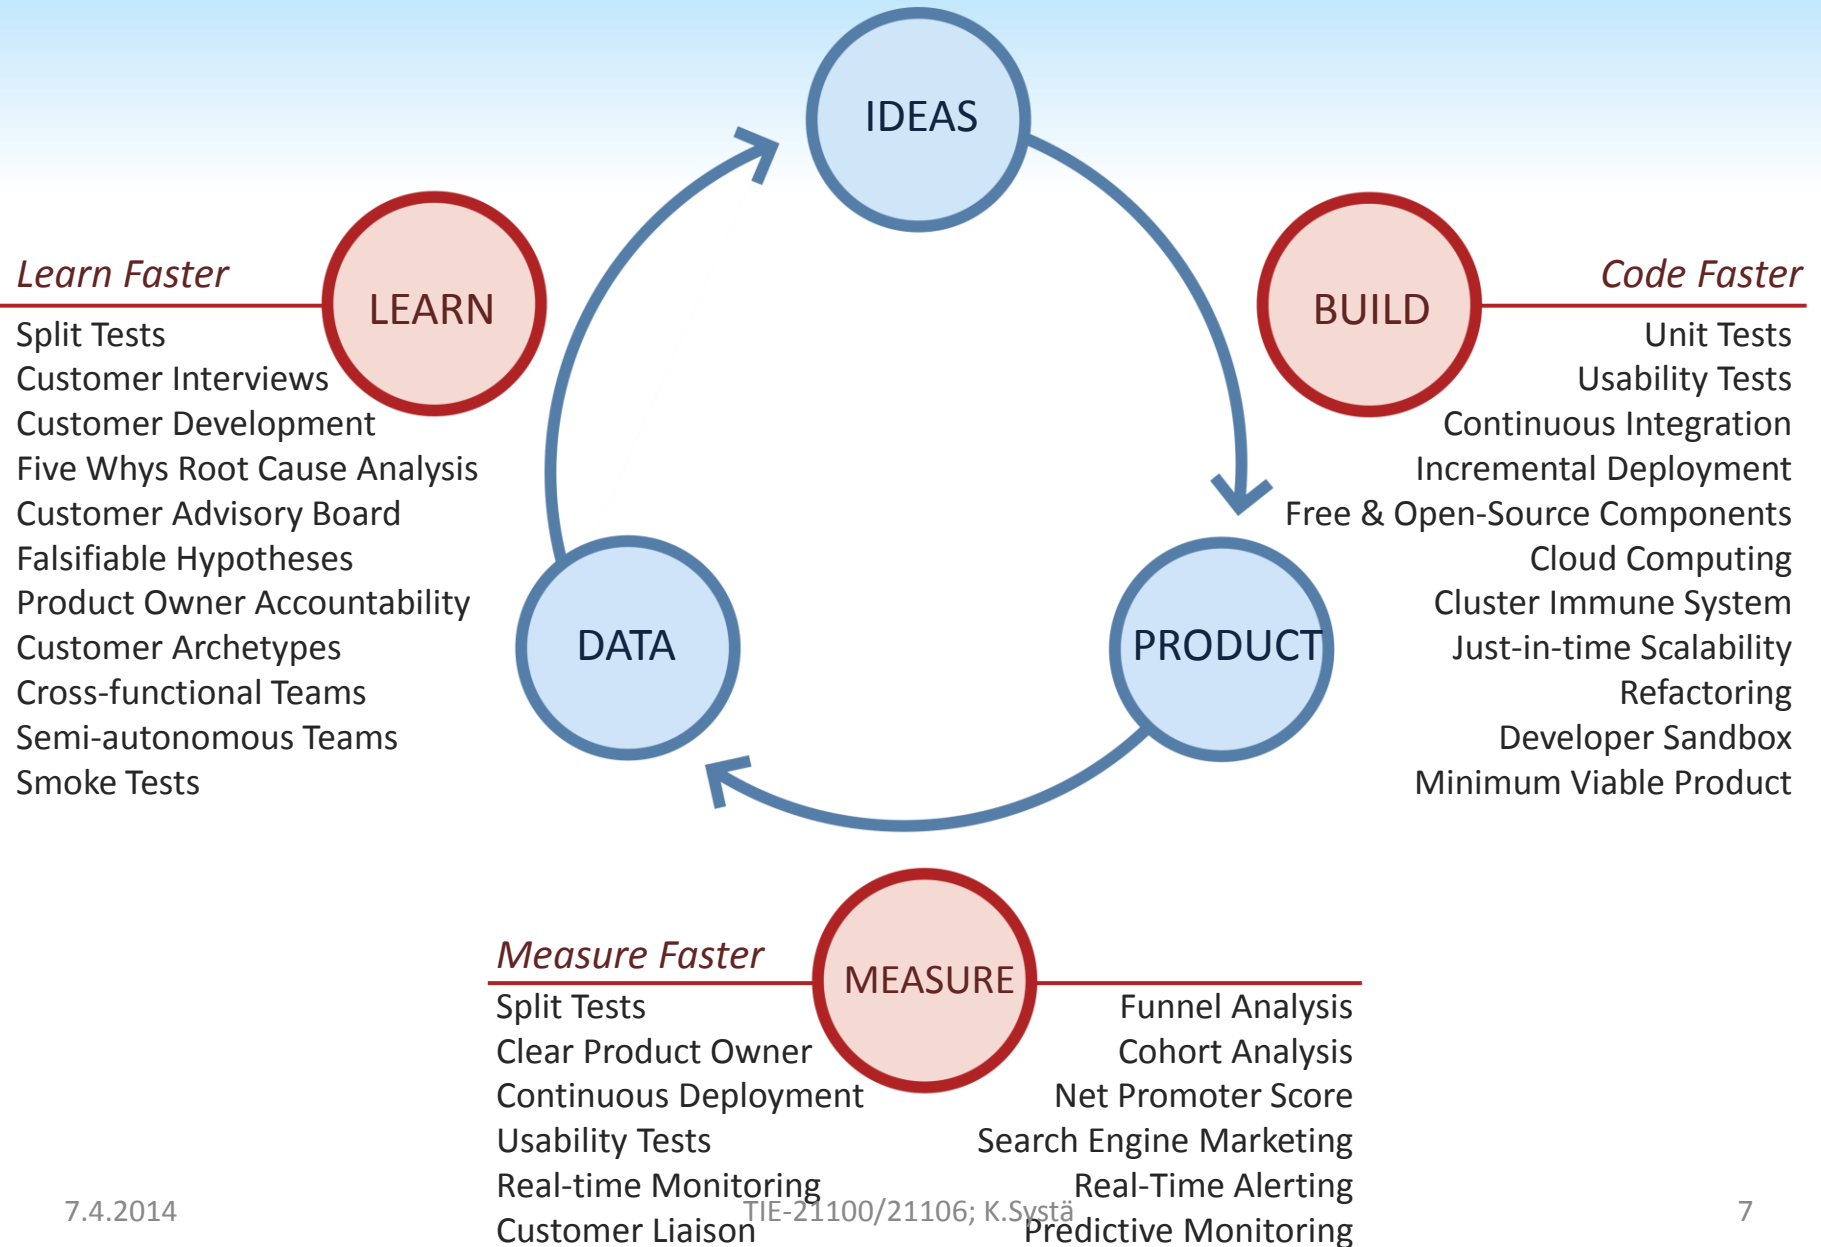 IDEAS
Learn Faster
LEARN
Split Tests
Customer Interviews
Customer Development
Five Whys Root Cause Analysis
Customer Advisory Board
Falsifiable Hypotheses
Product Owner Accountability
Customer Archetypes
Cross-functional Teams
Semi-autonomous Teams
Smoke Tests
BUILD
Code Faster
Unit Tests
Usability Tests
Continuous Integration
Incremental Deployment
Free & Open-Source Components
Cloud Computing
Cluster Immune System
Just-in-time Scalability
Refactoring
Developer Sandbox
Minimum Viable Product
DATA
PRODUCT
Measure Faster
MEASURE
Split Tests
Clear Product Owner
Continuous Deployment
Usability Tests
Real-time Monitoring
Customer Liaison
Funnel Analysis
Cohort Analysis
Net Promoter Score
Search Engine Marketing
Real-Time Alerting
Predictive Monitoring
7.4.2014
TIE-21100/21106; K.Systä
7